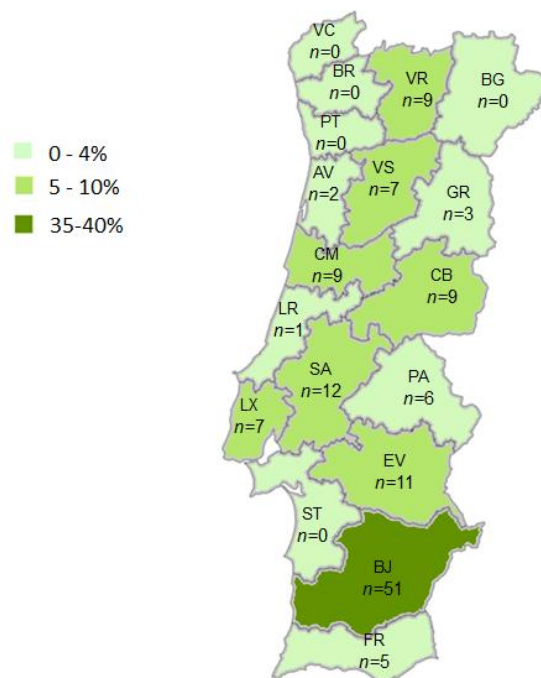 VC
n=0
BR
n=0
VR
n=9
BG
n=0
PT
n=0
0 - 4%
5 - 10%
35-40%
AV
n=2
VS
n=7
GR
n=3
CM
n=9
CB
n=9
LR
n=1
SA
n=12
PA
n=6
LX
n=7
EV
n=11
ST
n=0
BJ
n=51
FR
n=5